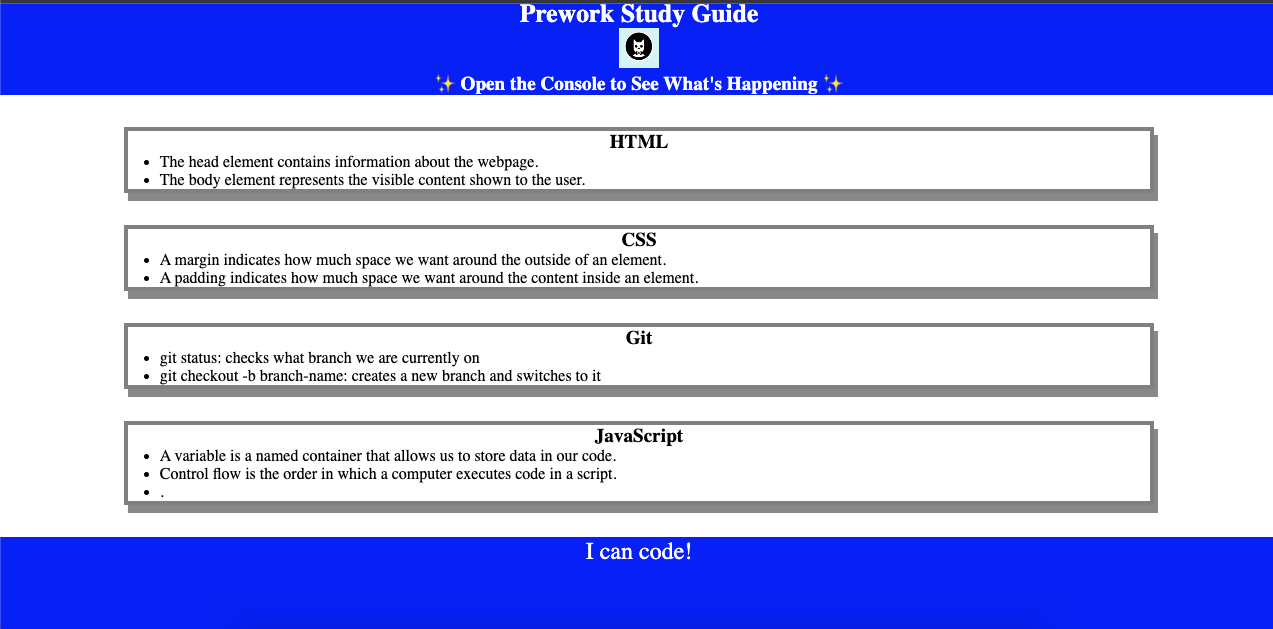 Prework Study Guide
✨ Open the Console to See What's Happening ✨
HTML
• The head element contains information about the webpage.
• The body element represents the visible content shown to the user.
CSS
• A margin indicates how much space we want around the outside of an element.
• A padding indicates how much space we want around the content inside an element.
Git
• git status: checks what branch we are currently on
• git checkout -b branch-name: creates a new branch and switches to it
JavaScript
• A variable is a named container that allows us to store data in our code.
• Control flow is the order in which a computer executes code in a script.
• .
I can code!